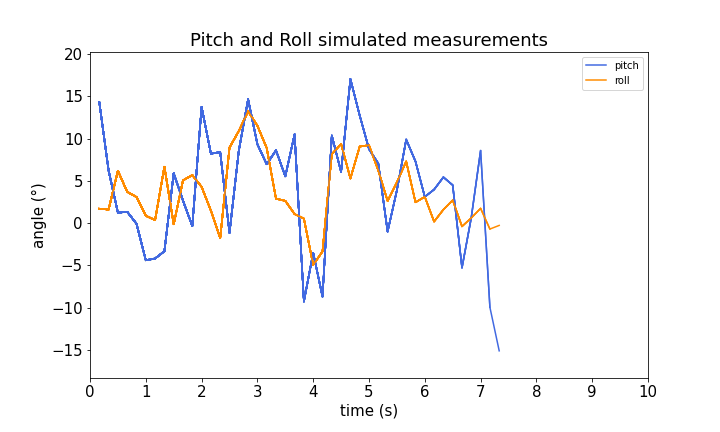 Pitch and Roll simulated measurements
pitch
roll
20
15
10
5
0
−5
−10
−15
angle (°)
0 1 2 3 4 5 6 7 8 9 10
time (s)